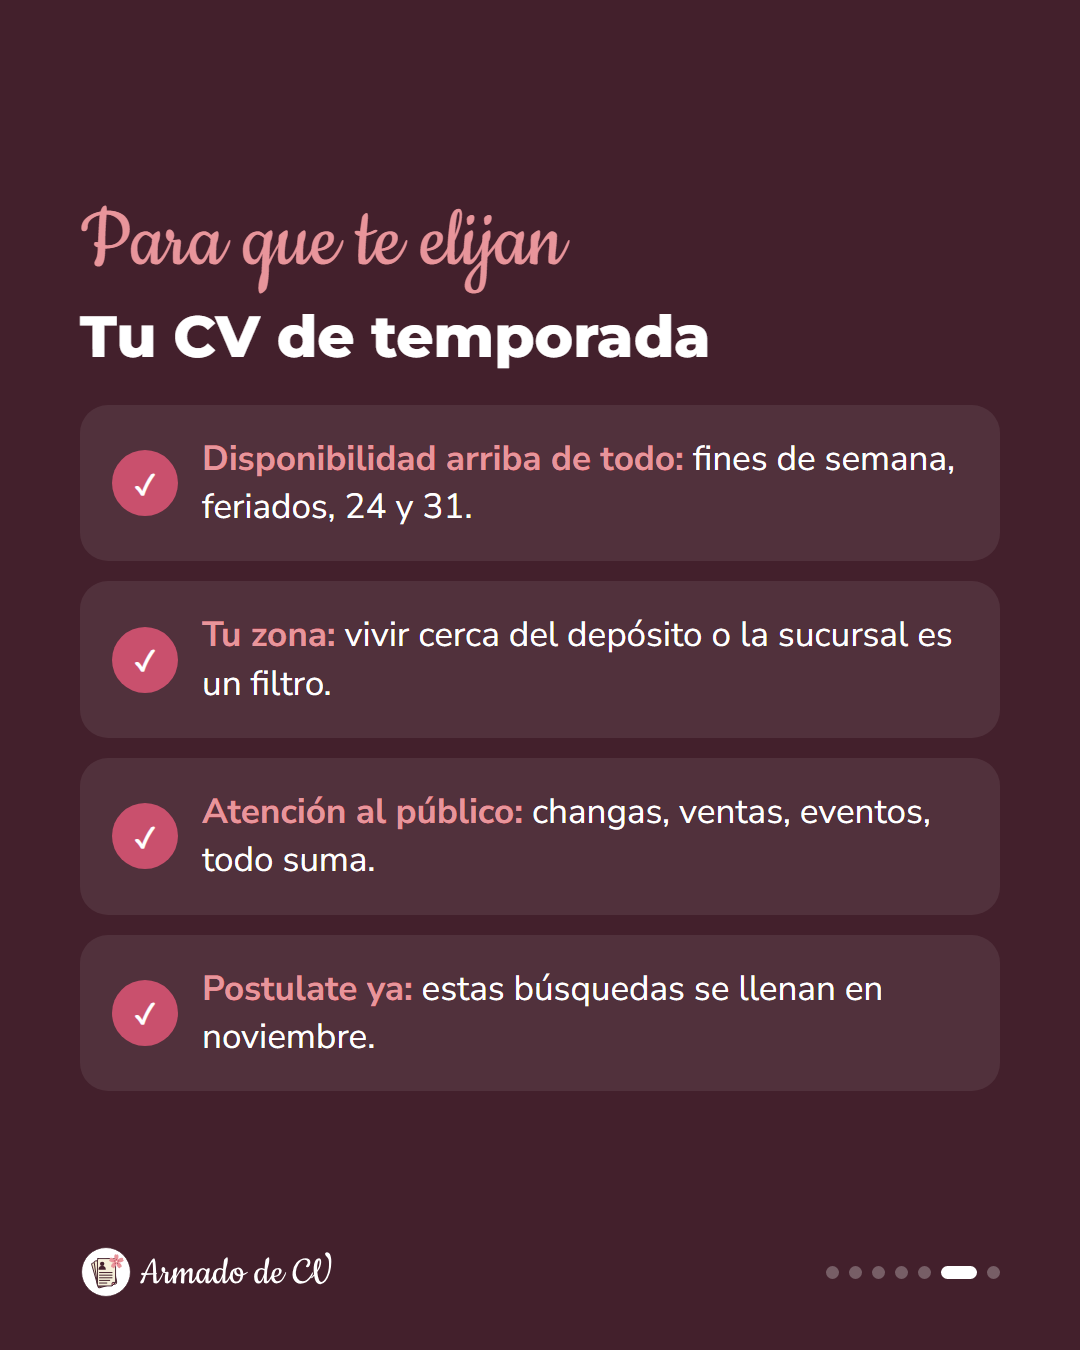 Para que te elijan
Tu CV de temporada
✓ Disponibilidad arriba de todo: fines de semana,
feriados, 24 y 31.
✓ Tu zona: vivir cerca del depósito o la sucursal es
un filtro.
✓ Atención al público: changas, ventas, eventos,
todo suma.
✓ Postulate ya: estas búsquedas se llenan en
noviembre.
Armado de CV